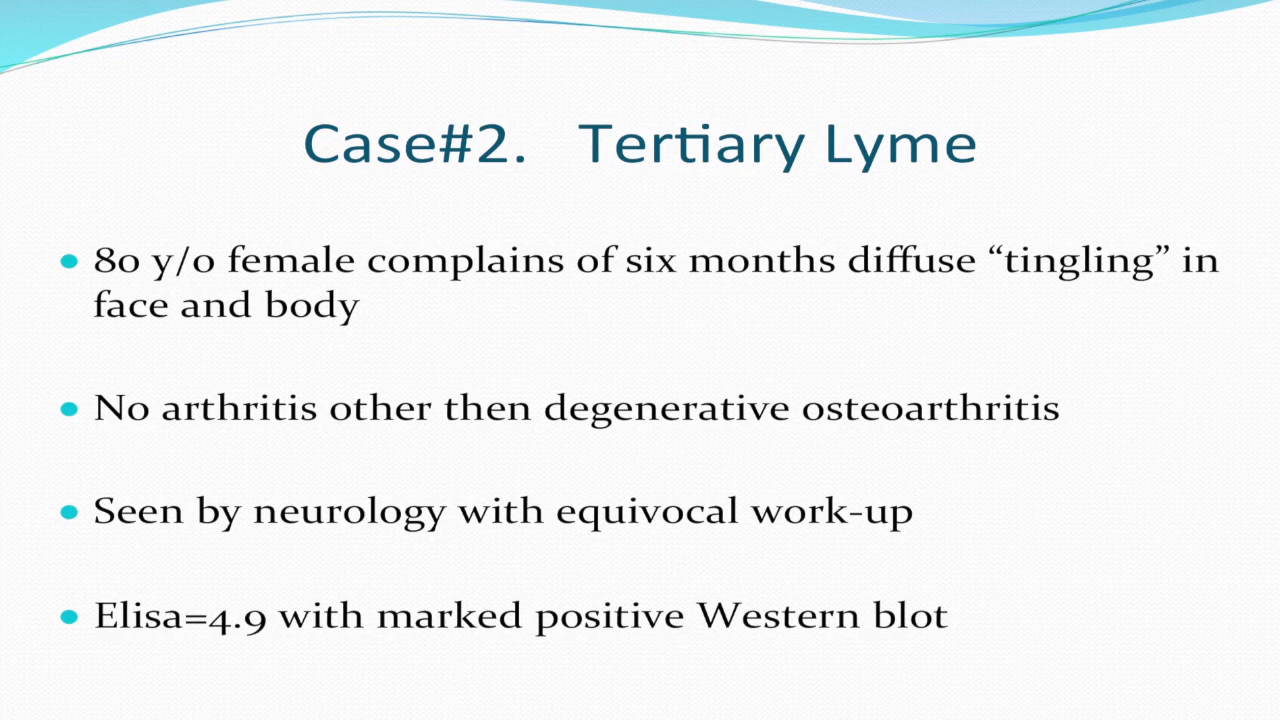 Case#2. Tertiary Lyme
• 80 y/o female complains of six months diffuse “tingling” in
face and body
• No arthritis other then degenerative osteoarthritis
• Seen by neurology with equivocal work-up
• Elisa=4.9 with marked positive Western blot